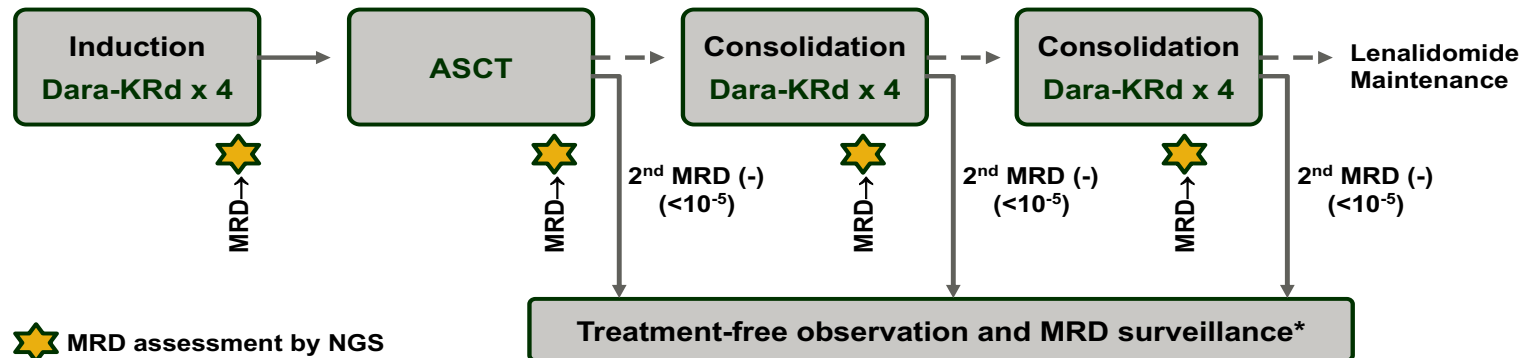 Induction
Dara-KRd x 4
ASCT
Consolidation
Dara-KRd x 4
Consolidation
Dara-KRd x 4
Lenalidomide
Maintenance
MRD→
MRD→
MRD→
MRD→
2nd MRD (-)
(<10-5)
2nd MRD (-)
(<10-5)
2nd MRD (-)
(<10-5)
Treatment-free observation and MRD surveillance*
MRD assessment by NGS